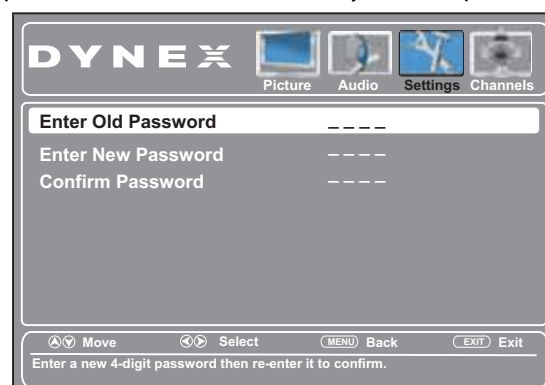 DYNEX
Picture Audio Settings Channels
Enter Old Password _ _ _ _
Enter New Password _ _ _ _
Confirm Password _ _ _ _
Move Select MENU Back EXIT Exit
Enter a new 4-digit password then re-enter it to confirm.